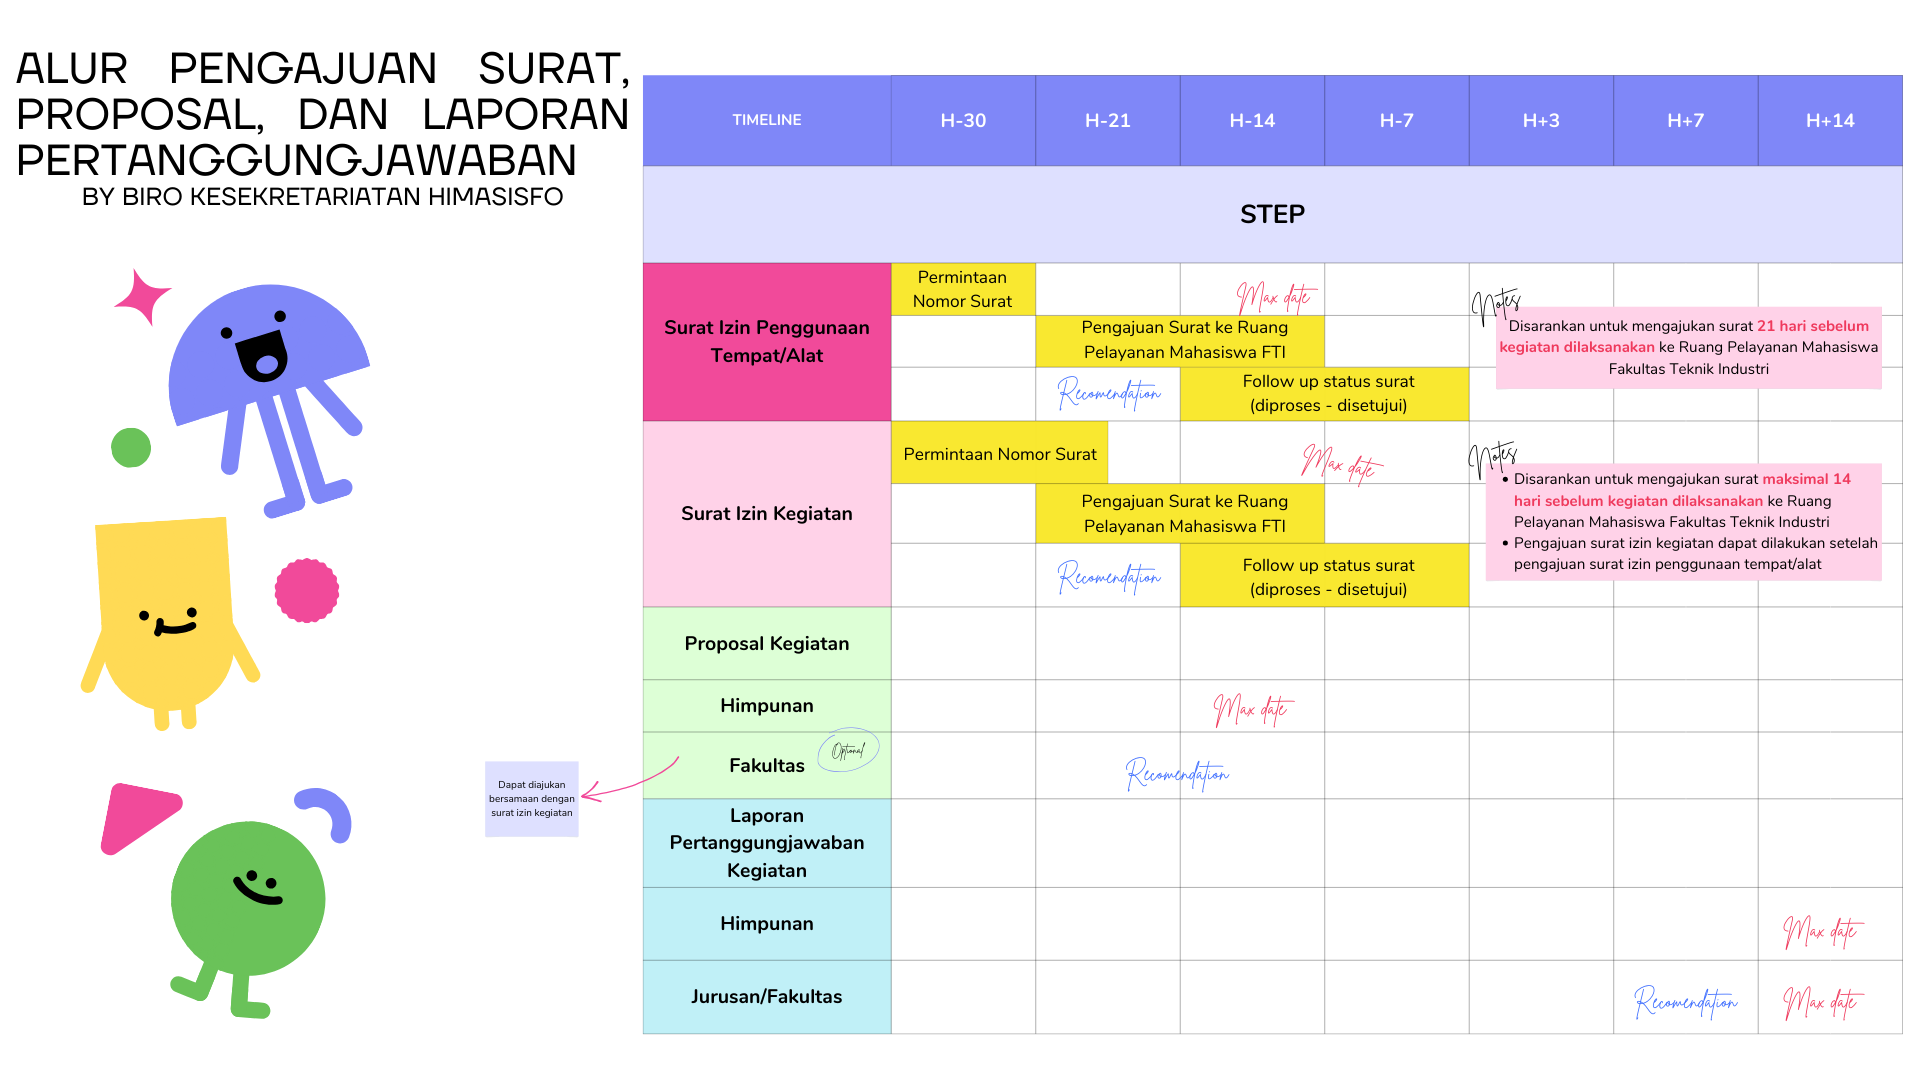 ALUR PENGAJUAN SURAT,
PROPOSAL, DAN LAPORAN
PERTANGGUNGJAWABAN
BY BIRO KESEKRETARIATAN HIMASISFO
TIMELINE H-30 H-21 H-14 H-7 H+3 H+7 H+14
STEP
Surat Izin Penggunaan
Tempat/Alat
Permintaan
Nomor Surat
Max date
Pengajuan Surat ke Ruang
Pelayanan Mahasiswa FTI
Recomendation
Follow up status surat
(diproses - disetujui)
Notes
Disarankan untuk mengajukan surat 21 hari sebelum
kegiatan dilaksanakan ke Ruang Pelayanan Mahasiswa
Fakultas Teknik Industri
Surat Izin Kegiatan
Permintaan Nomor Surat
Max date
Pengajuan Surat ke Ruang
Pelayanan Mahasiswa FTI
Recomendation
Follow up status surat
(diproses - disetujui)
Notes
• Disarankan untuk mengajukan surat maksimal 14
hari sebelum kegiatan dilaksanakan ke Ruang
Pelayanan Mahasiswa Fakultas Teknik Industri
• Pengajuan surat izin kegiatan dapat dilakukan setelah
pengajuan surat izin penggunaan tempat/alat
Proposal Kegiatan
Himpunan
Max date
Fakultas
Optional
Recomendation
Dapat diajukan
bersamaan dengan
surat izin kegiatan
Laporan
Pertanggungjawaban
Kegiatan
Himpunan
Max date
Jurusan/Fakultas
Recomendation
Max date